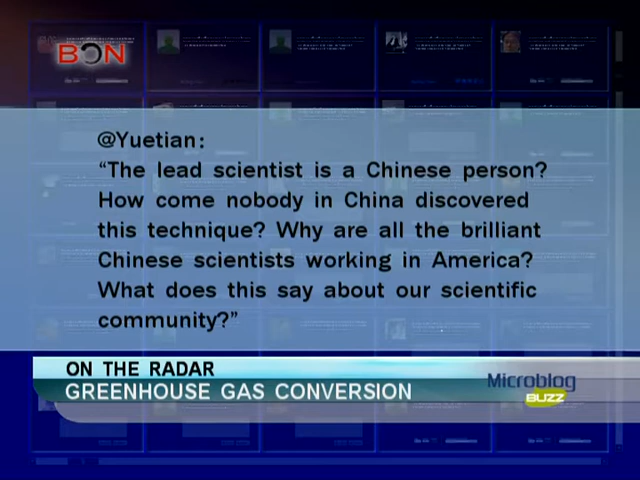 BON
@Yuetian:
“The lead scientist is a Chinese person?
How come nobody in China discovered
this technique? Why are all the brilliant
Chinese scientists working in America?
What does this say about our scientific
community?”
ON THE RADAR
GREENHOUSE GAS CONVERSION
Microblog
BUZZ